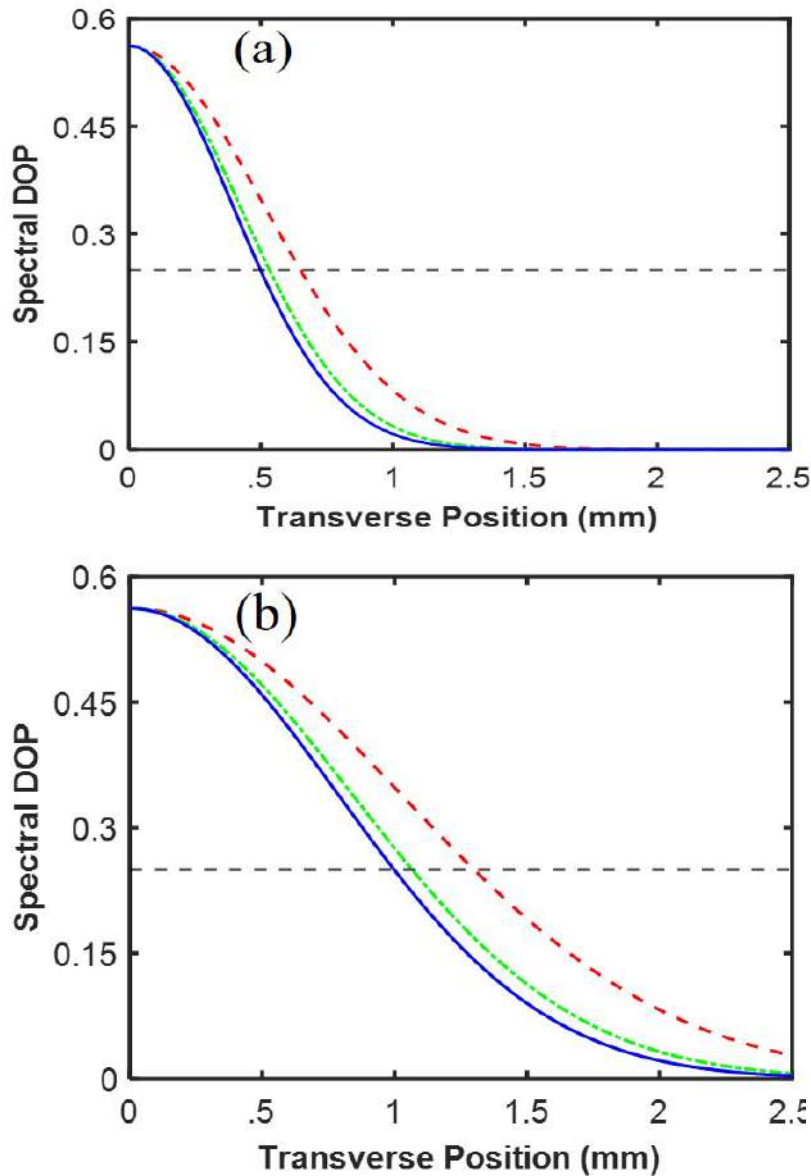 0.6
(a)
0.45
0.3
0.15
0
Spectral DOP
0 .5 1 1.5 2 2.5
Transverse Position (mm)
0.6
(b)
0.45
0.3
0.15
0
Spectral DOP
0 .5 1 1.5 2 2.5
Transverse Position (mm)